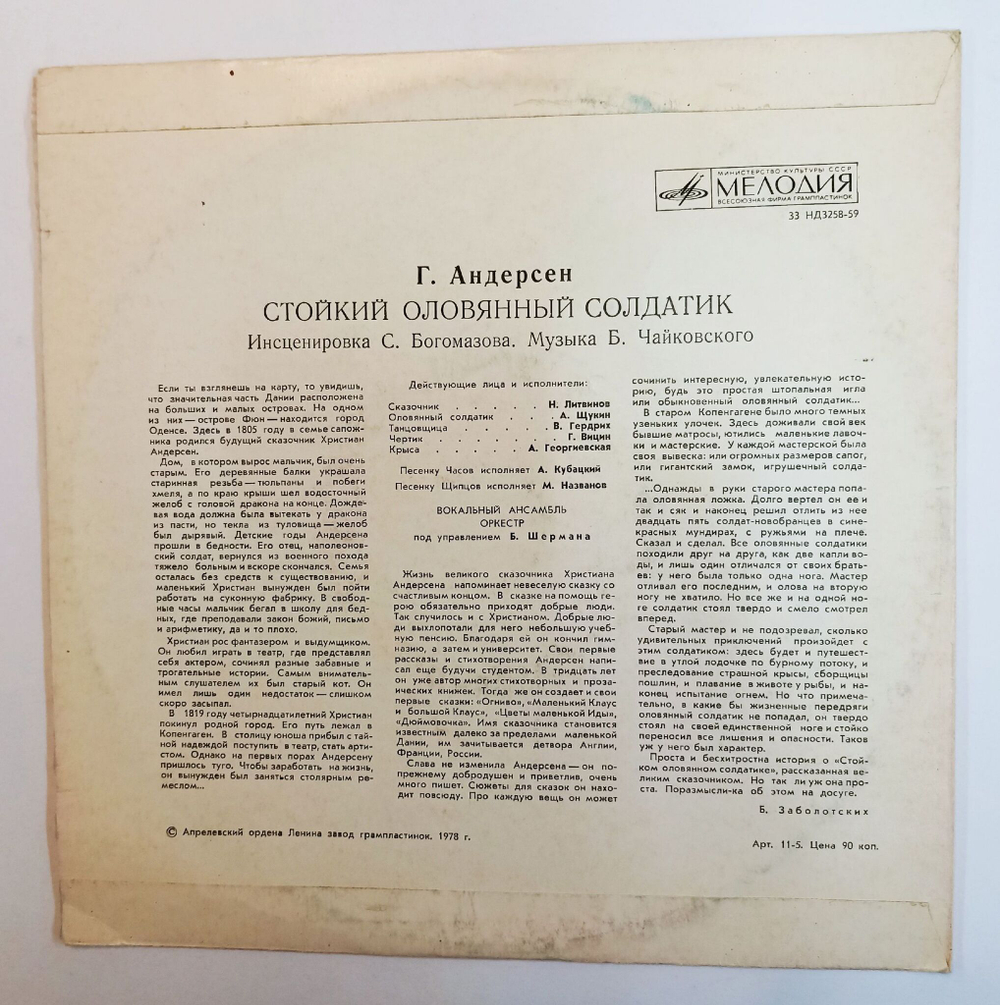 МИНИСТЕРСТВО КУЛЬТУРЫ СССР
МЕЛОДИЯ
ВСЕСОЮЗНАЯ ФИРМА ГРАМПЛАСТИНОК
33 НД3258-59
Г. Андерсен
СТОЙКИЙ ОЛОВЯННЫЙ СОЛДАТИК
Инсценировка С. Богомазова. Музыка Б. Чайковского
Если ты взглянешь на карту, то увидишь,
что значительная часть Дании расположена
на больших и малых островах. На одном
из них — острове Фюн — находится город
Оденсе. Здесь в 1805 году в семье сапож-
ника родился будущий сказочник Христиан
Андерсен.
Дом, в котором вырос мальчик, был очень
старым. Его деревянные балки украшала
старинная резьба — тюльпаны и побеги
хмеля, а по краю крыши шел водосточный
желоб с головой дракона на конце. Дожде-
вая вода должна была вытекать у дракона
из пасти, но текла из туловища — желоб
был дырявый. Детские годы Андерсена
прошли в бедности. Его отец, наполеонов-
ский солдат, вернулся из военного похода
тяжело больным и вскоре скончался. Семья
осталась без средств к существованию, и
маленький Христиан вынужден был пойти
работать на суконную фабрику. В свобод-
ные часы мальчик бегал в школу для бед-
ных, где преподавали закон божий, письмо
и арифметику, да и то плохо.
Христиан рос фантазером и выдумщиком.
Он любил играть в театр, где представлял
себя актером, сочинял разные забавные и
трогательные истории. Самым вниматель-
ным слушателем их был старый кот. Он
имел лишь один недостаток — слишком
скоро засыпал.
В 1819 году четырнадцатилетний Христиан
покинул родной город. Его путь лежал в
Копенгаген. В столицу юноша прибыл с тай-
ной надеждой поступить в театр, стать арти-
стом. Однако на первых порах Андерсену
пришлось туго. Чтобы заработать на жизнь,
он вынужден был заняться столярным ре-
меслом...
Действующие лица и исполнители:
Сказочник . . . . . Н. Литвинов
Оловянный солдатик . . . А. Щукин
Танцовщица . . . . . В. Гердрих
Чертик . . . . . . Г. Вицин
Крыса . . . . . А. Георгиевская
Песенку Часов исполняет А. Кубацкий
Песенку Щипцов исполняет М. Названов
ВОКАЛЬНЫЙ АНСАМБЛЬ
ОРКЕСТР
под управлением Б. Шермана
Жизнь великого сказочника Христиана
Андерсена напоминает невеселую сказку со
счастливым концом. В сказке на помощь ге-
рою обязательно приходят добрые люди.
Так случилось и с Христианом. Добрые лю-
ди выхлопотали для него небольшую учеб-
ную пенсию. Благодаря ей он кончил гим-
назию, а затем и университет. Свои первые
рассказы и стихотворения Андерсен напи-
сал еще будучи студентом. В тридцать лет
он уже автор многих стихотворных и проза-
ических книжек. Тогда же он создает и свои
первые сказки: «Огниво», «Маленький Клаус
и большой Клаус», «Цветы маленькой Иды»,
«Дюймовочка». Имя сказочника становится
известным далеко за пределами маленькой
Дании, им зачитывается детвора Англии,
Франции, России.
Слава не изменила Андерсена — он по-
прежнему добродушен и приветлив, очень
много пишет. Сюжеты для сказок он нахо-
дит повсюду. Про каждую вещь он может
сочинить интересную, увлекательную исто-
рию, будь это простая штопальная игла
или обыкновенный оловянный солдатик...
В старом Копенгагене было много темных
узеньких улочек. Здесь доживали свой век
бывшие матросы, ютились маленькие лавоч-
ки и мастерские. У каждой мастерской была
своя вывеска: или огромных размеров сапог,
или гигантский замок, игрушечный солда-
тик.
...Однажды в руки старого мастера попа-
ла оловянная ложка. Долго вертел он ее и
так и сяк и наконец решил отлить из нее
двадцать пять солдат-новобранцев в сине-
красных мундирах, с ружьями на плече.
Сказал и сделал. Все оловянные солдатики
походили друг на друга, как две капли во-
ды, и лишь один отличался от своих брать-
ев: у него была только одна нога. Мастер
отливал его последним, и олова на вторую
ногу не хватило. Но все же и на одной но-
ге солдатик стоял твердо и смело смотрел
вперед.
Старый мастер и не подозревал, сколько
удивительных приключений произойдет с
этим солдатиком: здесь будет и путешест-
вие в утлой лодочке по бурному потоку, и
преследование страшной крысы, сборщицы
пошлин, и плавание в животе у рыбы, и на-
конец испытание огнем. Но что примеча-
тельно, в какие бы жизненные передряги
оловянный солдатик не попадал, он твердо
стоял на своей единственной ноге и стойко
переносил все лишения и опасности. Таков
уж у него был характер.
Проста и бесхитростна история о «Стой-
ком оловянном солдатике», рассказанная ве-
ликим сказочником. Но так ли уж она про-
ста. Поразмысли-ка об этом на досуге.
Б. Заболотских
© Апрелевский ордена Ленина завод грампластинок. 1978 г.
Арт. 11-5. Цена 90 коп.